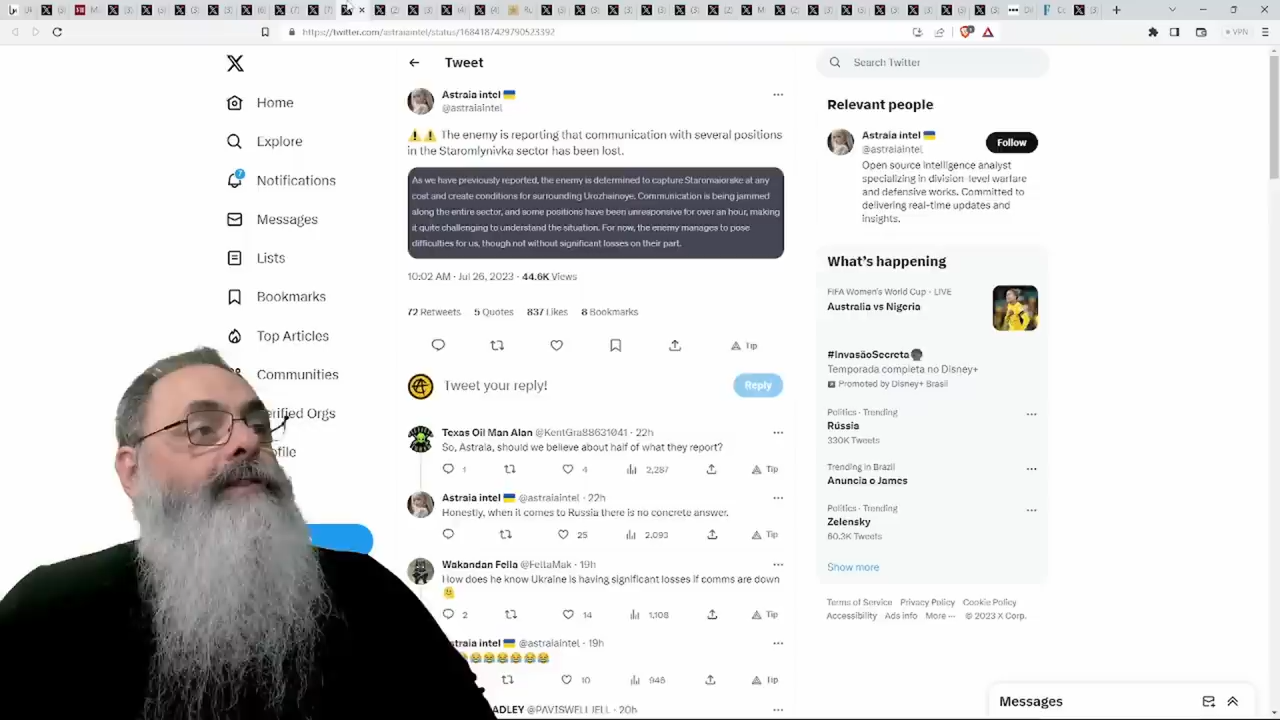 https://twitter.com/astraiaintel/status/1684187429790523392
VPN
Home
Explore
7
Notifications
Messages
Lists
Bookmarks
Top Articles
Communities
Tweet
Astraia intel
@astraiaintel
The enemy is reporting that communication with several positions
in the Staromlynivka sector has been lost.
As we have previously reported, the enemy is determined to capture Staromaiorske at any
cost and create conditions for surrounding Urozhainoye. Communication is being jammed
along the entire sector, and some positions have been unresponsive for over an hour, making
it quite challenging to understand the situation. For now, the enemy manages to pose
difficulties for us, though not without significant losses on their part.
10:02 AM · Jul 26, 2023 · 44.6K Views
72 Retweets 5 Quotes 837 Likes 8 Bookmarks
Tip
Tweet your reply!
Reply
Texas Oil Man Alan @KentGra88631041 · 22h
So, Astraia, should we believe about half of what they report?
1 4 2,287 Tip
Astraia intel @astraiaintel · 22h
Honestly, when it comes to Russia there is no concrete answer.
25 2,093 Tip
Wakandan Fella @FellaMak · 19h
How does he know Ukraine is having significant losses if comms are down
2 14 1,108 Tip
straia intel @astraiaintel · 19h
10 946 Tip
ADLEY @PAVISWELLJELL · 20h
Search Twitter
Relevant people
Astraia intel
@astraiaintel
Follow
Open source intelligence analyst
specializing in division-level warfare
and defensive works. Committed to
delivering real-time updates and
insights.
What's happening
FIFA Women's World Cup · LIVE
Australia vs Nigeria
#InvasãoSecreta
Temporada completa no Disney+
Promoted by Disney+ Brasil
Politics · Trending
Rússia
330K Tweets
Trending in Brazil
Anuncia o James
Politics · Trending
Zelensky
60.3K Tweets
Show more
Terms of Service Privacy Policy Cookie Policy
Accessibility Ads info More ··· © 2023 X Corp.
Messages